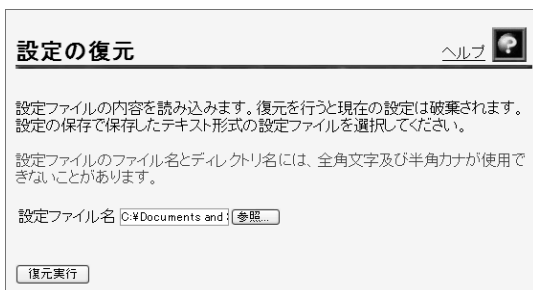 設定の復元
ヘルプ ?
設定ファイルの内容を読み込みます。復元を行うと現在の設定は破棄されます。
設定の保存で保存したテキスト形式の設定ファイルを選択してください。
設定ファイルのファイル名とディレクトリ名には、全角文字及び半角カナが使用で
きないことがあります。
設定ファイル名 C:¥Documents and 参照...
復元実行